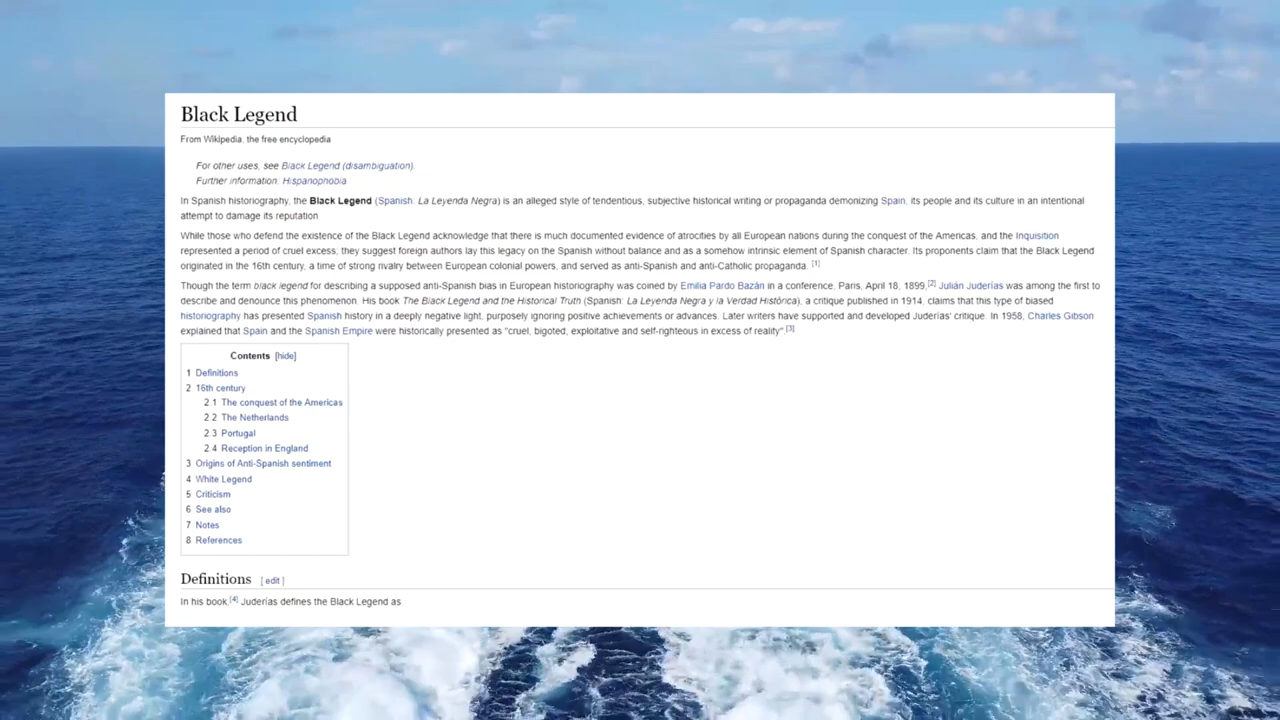 Black Legend
From Wikipedia, the free encyclopedia
For other uses, see Black Legend (disambiguation).
Further information: Hispanophobia
In Spanish historiography, the Black Legend (Spanish: La Leyenda Negra) is an alleged style of tendentious, subjective historical writing or propaganda demonizing Spain, its people and its culture in an intentional
attempt to damage its reputation
While those who defend the existence of the Black Legend acknowledge that there is much documented evidence of atrocities by all European nations during the conquest of the Americas, and the Inquisition
represented a period of cruel excess, they suggest foreign authors lay this legacy on the Spanish without balance and as a somehow intrinsic element of Spanish character. Its proponents claim that the Black Legend
originated in the 16th century, a time of strong rivalry between European colonial powers, and served as anti-Spanish and anti-Catholic propaganda. [1]
Though the term black legend for describing a supposed anti-Spanish bias in European historiography was coined by Emilia Pardo Bazán in a conference, Paris, April 18, 1899,[2] Julián Juderías was among the first to
describe and denounce this phenomenon. His book The Black Legend and the Historical Truth (Spanish: La Leyenda Negra y la Verdad Histórica), a critique published in 1914, claims that this type of biased
historiography has presented Spanish history in a deeply negative light, purposely ignoring positive achievements or advances. Later writers have supported and developed Juderías' critique. In 1958, Charles Gibson
explained that Spain and the Spanish Empire were historically presented as "cruel, bigoted, exploitative and self-righteous in excess of reality".[3]
Contents [hide]
1 Definitions
2 16th century
2.1 The conquest of the Americas
2.2 The Netherlands
2.3 Portugal
2.4 Reception in England
3 Origins of Anti-Spanish sentiment
4 White Legend
5 Criticism
6 See also
7 Notes
8 References
Definitions [ edit ]
In his book,[4] Juderías defines the Black Legend as